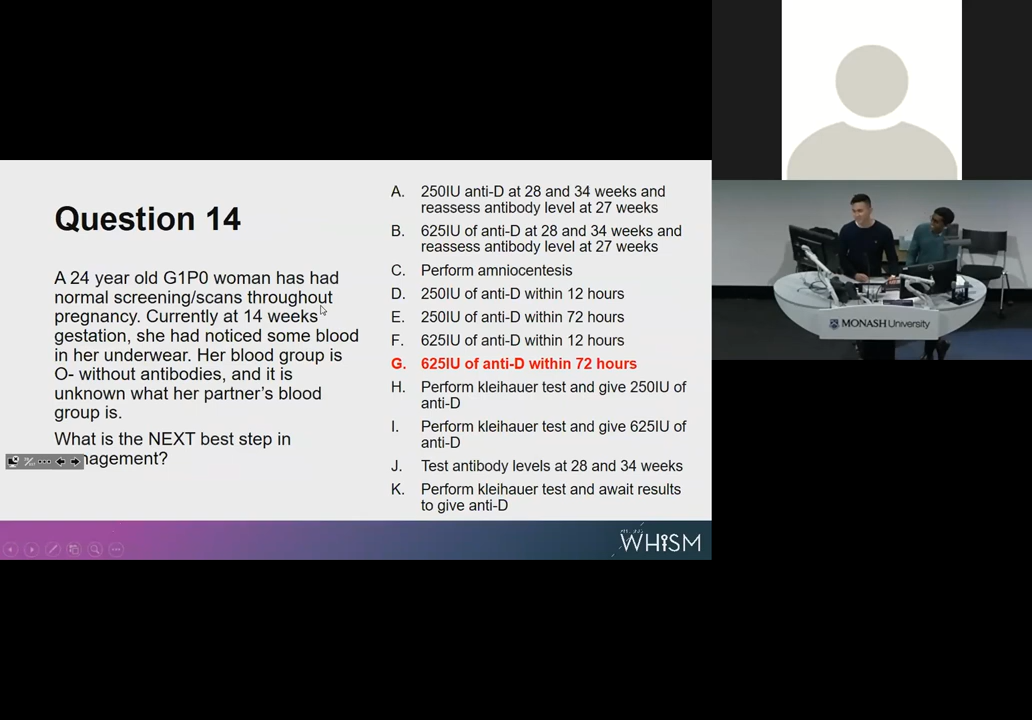 Question 14
A 24 year old G1P0 woman has had
normal screening/scans throughout
pregnancy. Currently at 14 weeks
gestation, she had noticed some blood
in her underwear. Her blood group is
O- without antibodies, and it is
unknown what her partner's blood
group is.
What is the NEXT best step in
nagement?
A. 250IU anti-D at 28 and 34 weeks and
reassess antibody level at 27 weeks
B. 625IU of anti-D at 28 and 34 weeks and
reassess antibody level at 27 weeks
C. Perform amniocentesis
D. 250IU of anti-D within 12 hours
E. 250IU of anti-D within 72 hours
F. 625IU of anti-D within 12 hours
G. 625IU of anti-D within 72 hours
H. Perform kleihauer test and give 250IU of
anti-D
I. Perform kleihauer test and give 625IU of
anti-D
J. Test antibody levels at 28 and 34 weeks
K. Perform kleihauer test and await results
to give anti-D
WHISM
MONASH University